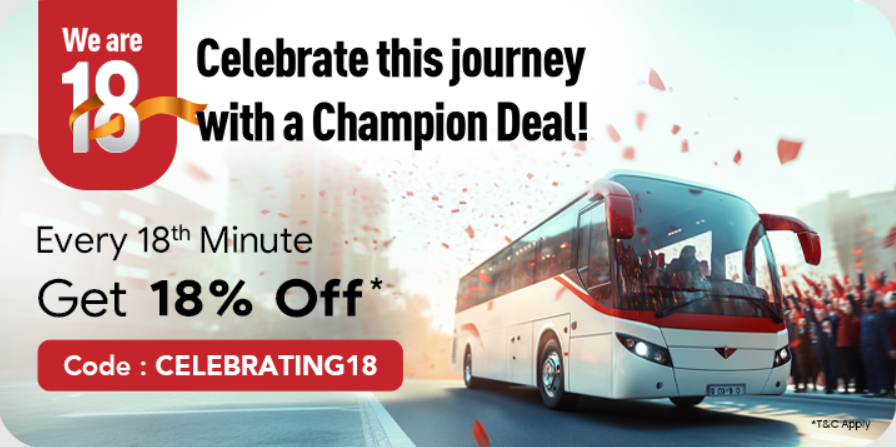 We are
18
Celebrate this journey
with a Champion Deal!
Every 18th Minute
Get 18% Off*
Code : CELEBRATING18
*T&C Apply